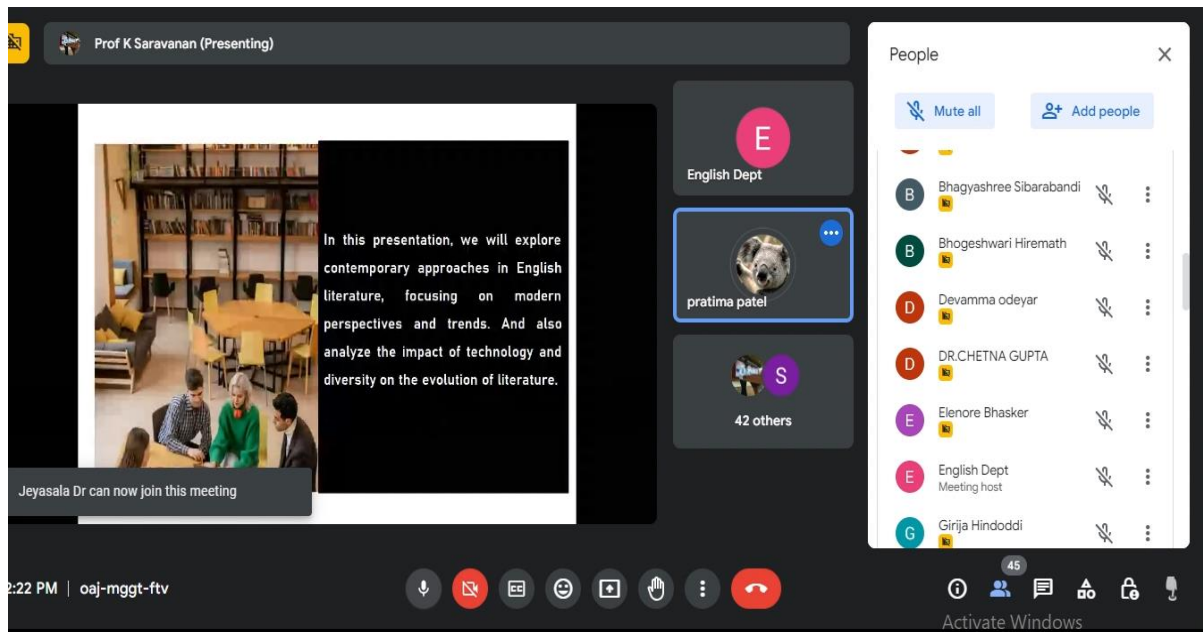 Prof K Saravanan (Presenting)
In this presentation, we will explore
contemporary approaches in English
literature, focusing on modern
perspectives and trends. And also
analyze the impact of technology and
diversity on the evolution of literature.
Jeyasala Dr can now join this meeting
E
English Dept
pratima patel
S
42 others
People
Mute all
Add people
B
Bhagyashree Sibarabandi
B
Bhogeshwari Hiremath
D
Devamma odeyar
D
DR.CHETNA GUPTA
E
Elenore Bhasker
E
English Dept
Meeting host
G
Girija Hindoddi
2:22 PM | oaj-mggt-ftv
CC
45
Activate Windows